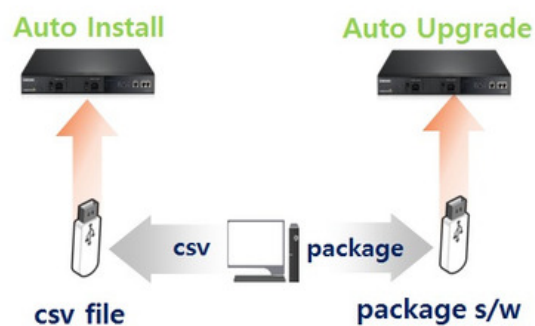 Auto Install
Auto Upgrade
csv
package
csv file
package s/w